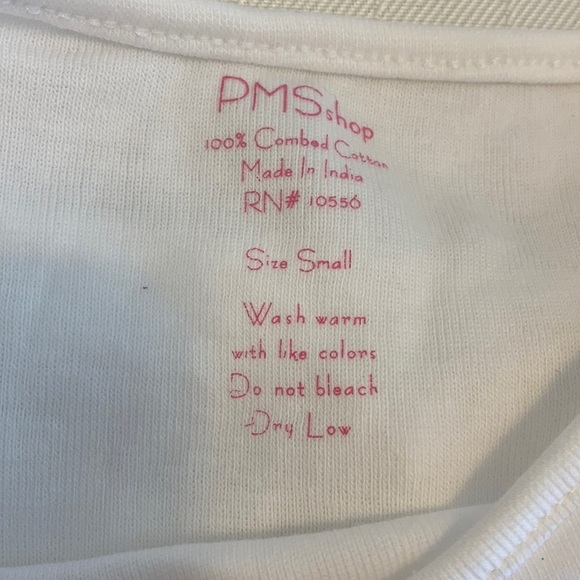 PMSshop
100% Combed Cotton
Made In India
RN# 10556
Size Small
Wash warm
with like colors
Do not bleach
Dry Low